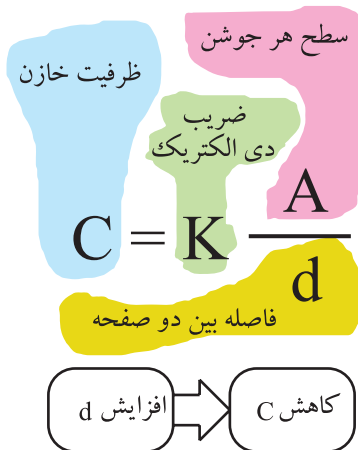 سطح هر جوشن
ظرفیت خازن
ضریب
دی الکتریک
C = K A / d
فاصله بین دو صفحه
افزایش d
کاهش C